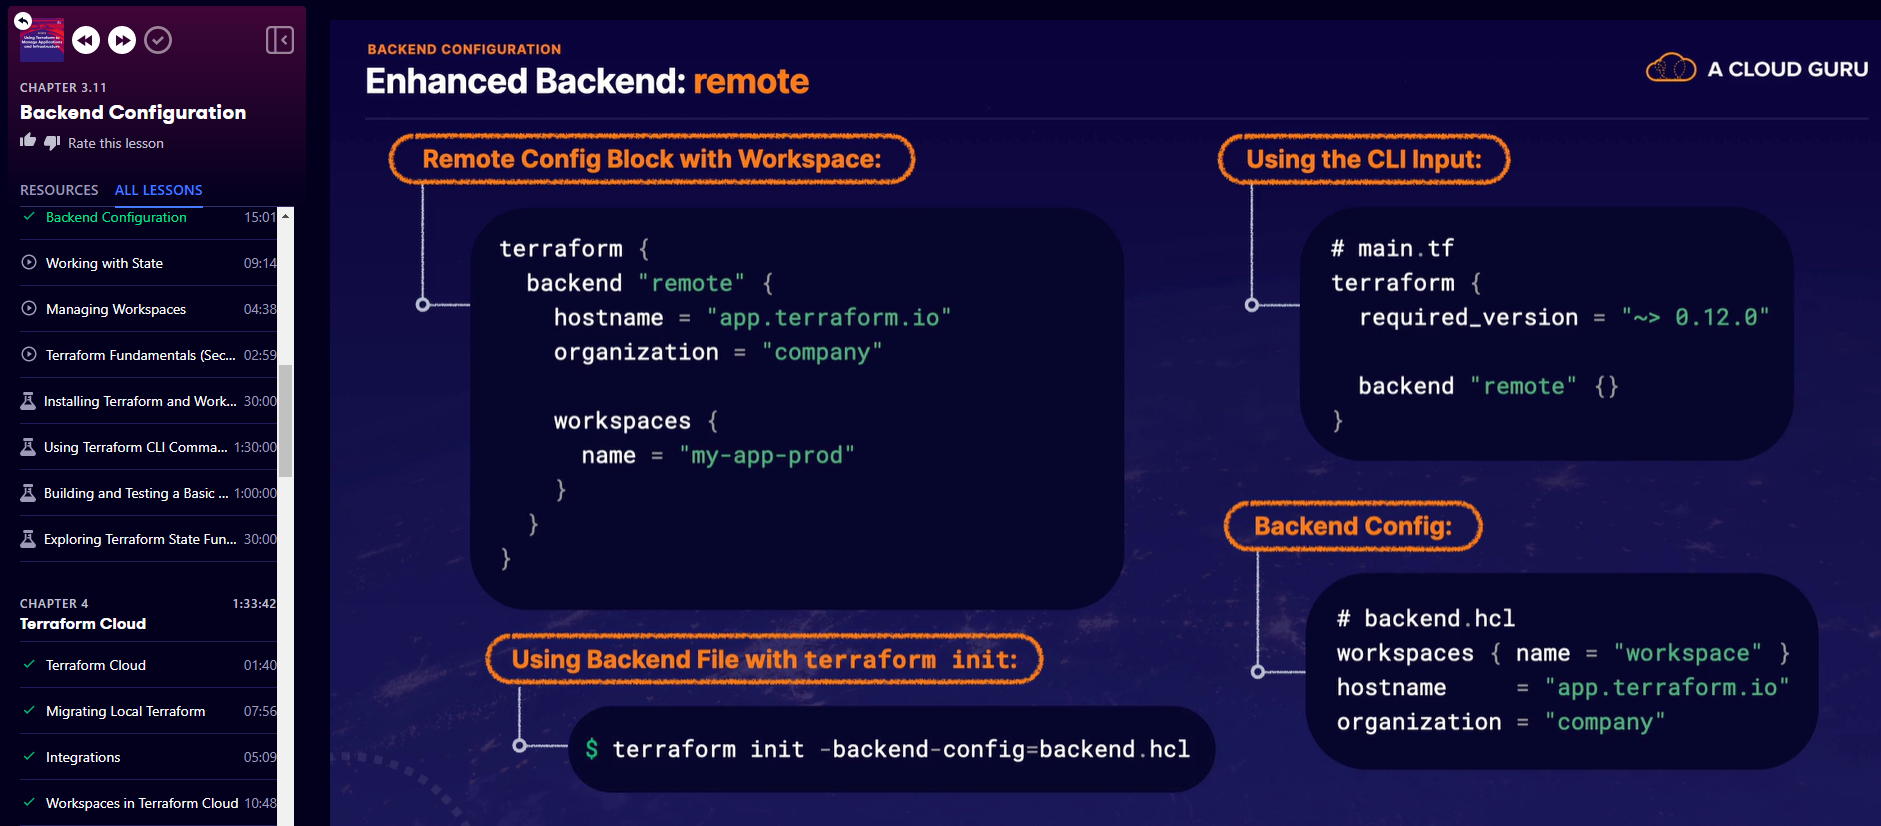 Using Terraform to
Manage Applications
and Infrastructure
CHAPTER 3.11
Backend Configuration
Rate this lesson
RESOURCES ALL LESSONS
Backend Configuration 15:01
Working with State 09:14
Managing Workspaces 04:38
Terraform Fundamentals (Sec... 02:59
Installing Terraform and Work... 30:00
Using Terraform CLI Comma... 1:30:00
Building and Testing a Basic ... 1:00:00
Exploring Terraform State Fun... 30:00
CHAPTER 4 1:33:42
Terraform Cloud
Terraform Cloud 01:40
Migrating Local Terraform 07:56
Integrations 05:09
Workspaces in Terraform Cloud 10:48
BACKEND CONFIGURATION
Enhanced Backend: remote
A CLOUD GURU
Remote Config Block with Workspace:
terraform {
backend "remote" {
hostname = "app.terraform.io"
organization = "company"
workspaces {
name = "my-app-prod"
}
}
}
Using Backend File with terraform init:
$ terraform init -backend-config=backend.hcl
Using the CLI Input:
# main.tf
terraform {
required_version = "~> 0.12.0"
backend "remote" {}
}
Backend Config:
# backend.hcl
workspaces { name = "workspace" }
hostname = "app.terraform.io"
organization = "company"